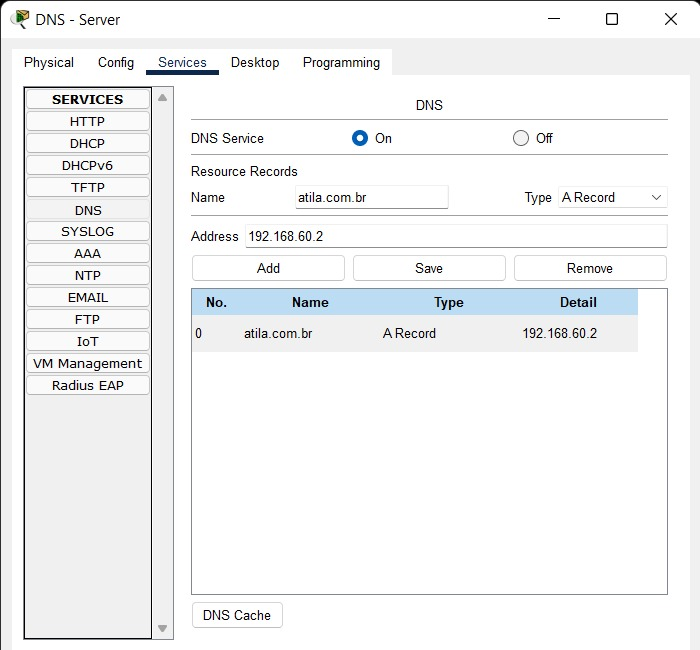 DNS - Server
Physical Config Services Desktop Programming
SERVICES
HTTP
DHCP
DHCPv6
TFTP
DNS
SYSLOG
AAA
NTP
EMAIL
FTP
IoT
VM Management
Radius EAP
DNS
DNS Service On Off
Resource Records
Name atila.com.br Type A Record
Address 192.168.60.2
Add Save Remove
No. Name Type Detail
0 atila.com.br A Record 192.168.60.2
DNS Cache